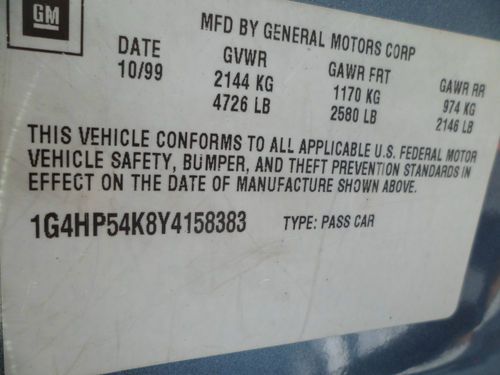 GM
MFD BY GENERAL MOTORS CORP
DATE GVWR GAWR FRT GAWR RR
10/99 2144 KG 1170 KG 974 KG
4726 LB 2580 LB 2146 LB
THIS VEHICLE CONFORMS TO ALL APPLICABLE U.S. FEDERAL MOTOR
VEHICLE SAFETY, BUMPER, AND THEFT PREVENTION STANDARDS IN
EFFECT ON THE DATE OF MANUFACTURE SHOWN ABOVE.
1G4HP54K8Y4158383 TYPE: PASS CAR